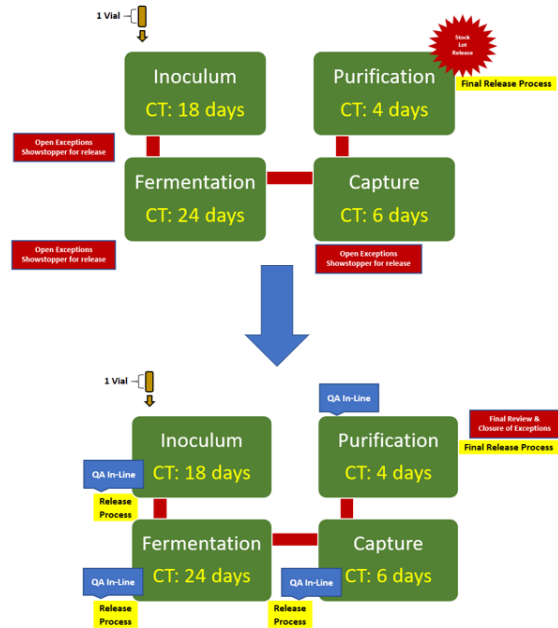 1 Vial
Inoculum
CT: 18 days
Purification
CT: 4 days
Stock
Lot
Release
Final Release Process
Open Exceptions
Showstopper for release
Fermentation
CT: 24 days
Capture
CT: 6 days
Open Exceptions
Showstopper for release
Open Exceptions
Showstopper for release
1 Vial
QA In-Line
Inoculum
CT: 18 days
Purification
CT: 4 days
Final Review &
Closure of Exceptions
Final Release Process
QA In-Line
Release
Process
Fermentation
CT: 24 days
Capture
CT: 6 days
QA In-Line
Release
Process
QA In-Line
Release
Process